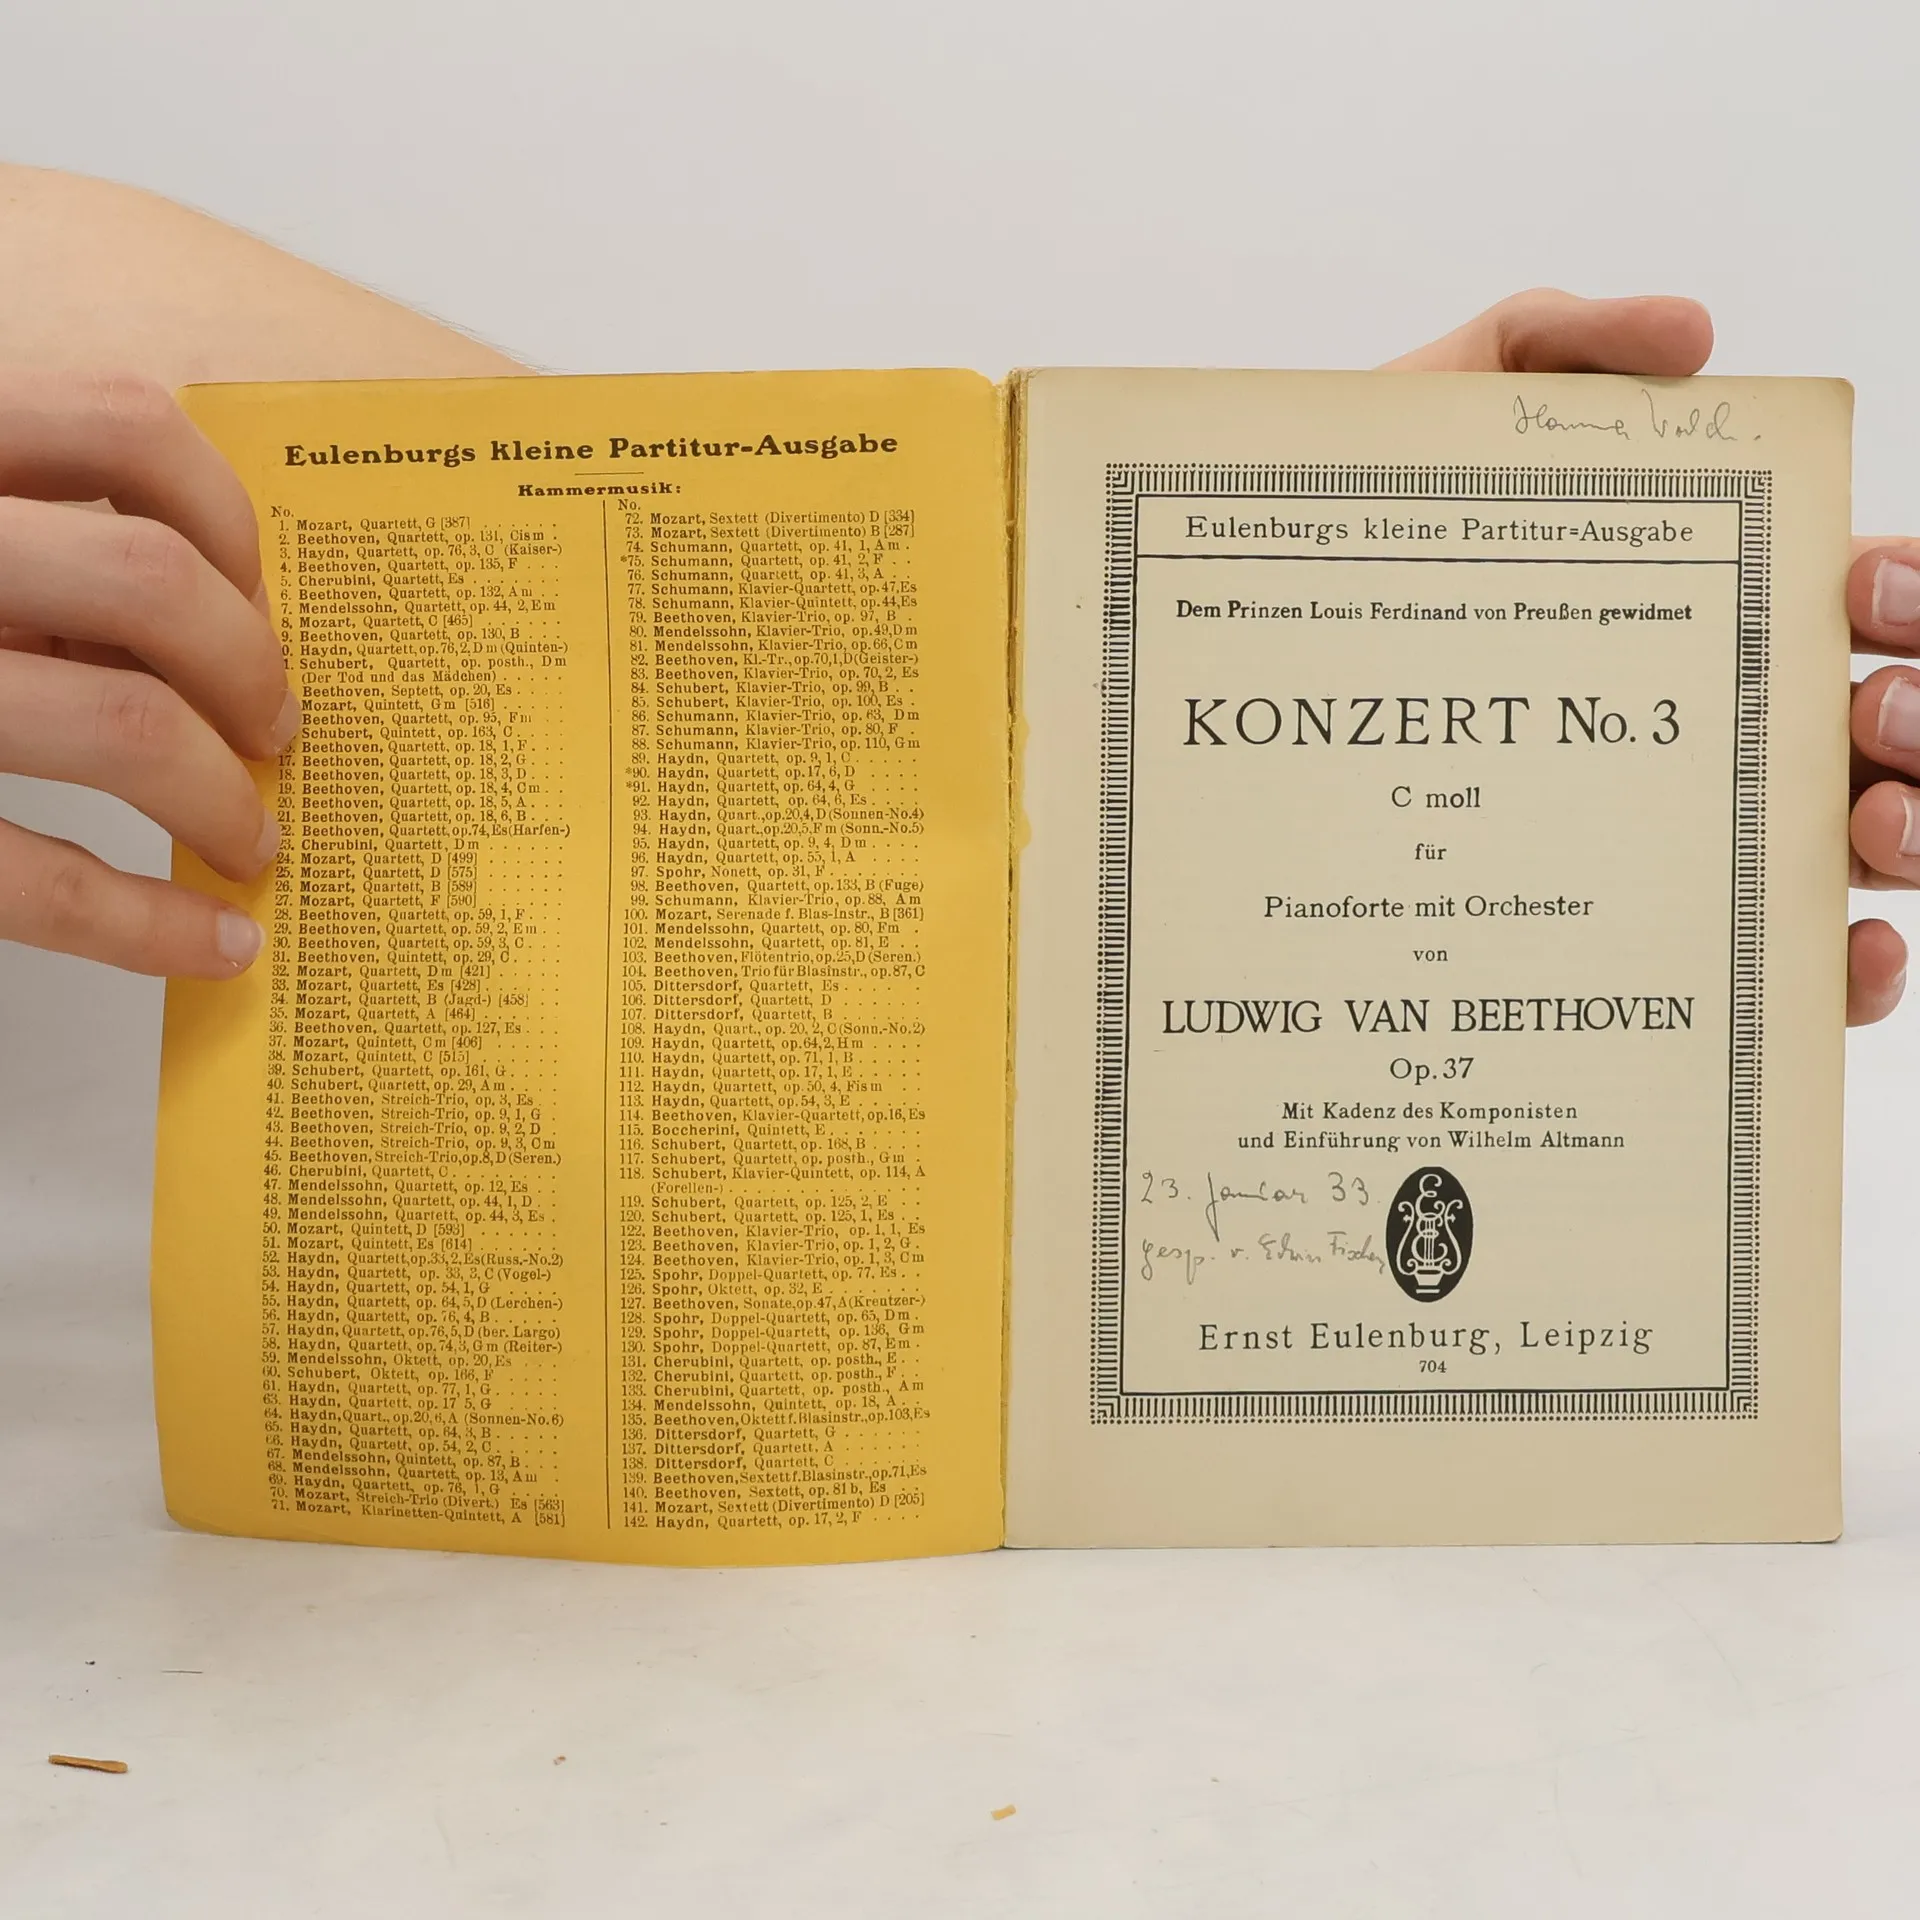 Eulenburgs kleine Partitur-Ausgabe
Kammermusik:
No.
1. Mozart, Quartett, G [387]
2. Beethoven, Quartett, op. 131, Cism
3. Haydn, Quartett, op. 76, 3, C (Kaiser-)
4. Beethoven, Quartett, op. 135, F
5. Cherubini, Quartett, Es
6. Beethoven, Quartett, op. 132, Am
7. Mendelssohn, Quartett, op. 44, 2, Em
8. Mozart, Quartett, C [465]
9. Beethoven, Quartett, op. 130, B
0. Haydn, Quartett, op. 76, 2, Dm (Quinten-)
1. Schubert, Quartett, op. posth., Dm
(Der Tod und das Mädchen)
Beethoven, Septett, op. 20, Es
Mozart, Quintett, Gm [516]
Beethoven, Quartett, op. 95, Fm
Schubert, Quintett, op. 163, C
Beethoven, Quartett, op. 18, 1, F
17. Beethoven, Quartett, op. 18, 2, G
18. Beethoven, Quartett, op. 18, 3, D
19. Beethoven, Quartett, op. 18, 4, Cm
20. Beethoven, Quartett, op. 18, 5, A
21. Beethoven, Quartett, op. 18, 6, B
22. Beethoven, Quartett, op. 74, Es (Harfen-)
23. Cherubini, Quartett, Dm
24. Mozart, Quartett, D [499]
25. Mozart, Quartett, D [575]
26. Mozart, Quartett, B [589]
27. Mozart, Quartett, F [590]
28. Beethoven, Quartett, op. 59, 1, F
29. Beethoven, Quartett, op. 59, 2, Em
30. Beethoven, Quartett, op. 59, 3, C
31. Beethoven, Quintett, op. 29, C
32. Mozart, Quartett, Dm [421]
33. Mozart, Quartett, Es [428]
34. Mozart, Quartett, B (Jagd-) [458]
35. Mozart, Quartett, A [464]
36. Beethoven, Quartett, op. 127, Es
37. Mozart, Quintett, Cm [406]
38. Mozart, Quintett, C [515]
39. Schubert, Quartett, op. 161, G
40. Schubert, Quartett, op. 29, Am
41. Beethoven, Streich-Trio, op. 3, Es
42. Beethoven, Streich-Trio, op. 9, 1, G
43. Beethoven, Streich-Trio, op. 9, 2, D
44. Beethoven, Streich-Trio, op. 9, 3, Cm
45. Beethoven, Streich-Trio, op. 8, D (Seren.)
46. Cherubini, Quartett, C
47. Mendelssohn, Quartett, op. 12, Es
48. Mendelssohn, Quartett, op. 44, 1, D
49. Mendelssohn, Quartett, op. 44, 3, Es
50. Mozart, Quintett, D [593]
51. Mozart, Quintett, Es [614]
52. Haydn, Quartett, op. 33, 2, Es (Russ.-No. 2)
53. Haydn, Quartett, op. 33, 3, C (Vogel-)
54. Haydn, Quartett, op. 54, 1, G
55. Haydn, Quartett, op. 64, 5, D (Lerchen-)
56. Haydn, Quartett, op. 76, 4, B
57. Haydn, Quartett, op. 76, 5, D (ber. Largo)
58. Haydn, Quartett, op. 74, 3, Gm (Reiter-)
59. Mendelssohn, Oktett, op. 20, Es
60. Schubert, Oktett, op. 166, F
61. Haydn, Quartett, op. 77, 1, G
63. Haydn, Quartett, op. 17 5, G
64. Haydn, Quart., op. 20, 6, A (Sonnen-No. 6)
65. Haydn, Quartett, op. 64, 3, B
66. Haydn, Quartett, op. 54, 2, C
67. Mendelssohn, Quintett, op. 87, B
68. Mendelssohn, Quartett, op. 13, Am
69. Haydn, Quartett, op. 76, 1, G
70. Mozart, Streich-Trio (Divert.) Es [563]
71. Mozart, Klarinetten-Quintett, A [581]
No.
72. Mozart, Sextett (Divertimento) D [334]
73. Mozart, Sextett (Divertimento) B [287]
74. Schumann, Quartett, op. 41, 1, Am
*75. Schumann, Quartett, op. 41, 2, F
76. Schumann, Quartett, op. 41, 3, A
77. Schumann, Klavier-Quartett, op. 47, Es
78. Schumann, Klavier-Quintett, op. 44, Es
79. Beethoven, Klavier-Trio, op. 97, B
80. Mendelssohn, Klavier-Trio, op. 49, Dm
81. Mendelssohn, Klavier-Trio, op. 66, Cm
82. Beethoven, Kl.-Tr., op. 70, 1, D (Geister-)
83. Beethoven, Klavier-Trio, op. 70, 2, Es
84. Schubert, Klavier-Trio, op. 99, B
85. Schubert, Klavier-Trio, op. 100, Es
86. Schumann, Klavier-Trio, op. 63, Dm
87. Schumann, Klavier-Trio, op. 80, F
88. Schumann, Klavier-Trio, op. 110, Gm
89. Haydn, Quartett, op. 9, 1, C
*90. Haydn, Quartett, op. 17, 6, D
*91. Haydn, Quartett, op. 64, 4, G
92. Haydn, Quartett, op. 64, 6, Es
93. Haydn, Quart., op. 20, 4, D (Sonnen-No. 4)
94. Haydn, Quart., op. 20, 5, Fm (Sonn.-No. 5)
95. Haydn, Quartett, op. 9, 4, Dm
96. Haydn, Quartett, op. 55, 1, A
97. Spohr, Nonett, op. 31, F
98. Beethoven, Quartett, op. 133, B (Fuge)
99. Schumann, Klavier-Trio, op. 88, Am
100. Mozart, Serenade f. Blas-Instr., B [361]
101. Mendelssohn, Quartett, op. 80, Fm
102. Mendelssohn, Quartett, op. 81, E
103. Beethoven, Flötentrio, op. 25, D (Seren.)
104. Beethoven, Trio für Blasinstr., op. 87, C
105. Dittersdorf, Quartett, Es
106. Dittersdorf, Quartett, D
107. Dittersdorf, Quartett, B
108. Haydn, Quart., op. 20, 2, C (Sonn.-No. 2)
109. Haydn, Quartett, op. 64, 2, Hm
110. Haydn, Quartett, op. 71, 1, B
111. Haydn, Quartett, op. 17, 1, E
112. Haydn, Quartett, op. 50, 4, Fism
113. Haydn, Quartett, op. 54, 3, E
114. Beethoven, Klavier-Quartett, op. 16, Es
115. Boccherini, Quintett, E
116. Schubert, Quartett, op. 168, B
117. Schubert, Quartett, op. posth., Gm
118. Schubert, Klavier-Quintett, op. 114, A
(Forellen-)
119. Schubert, Quartett, op. 125, 2, E
120. Schubert, Quartett, op. 125, 1, Es
122. Beethoven, Klavier-Trio, op. 1, 1, Es
123. Beethoven, Klavier-Trio, op. 1, 2, G
124. Beethoven, Klavier-Trio, op. 1, 3, Cm
125. Spohr, Doppel-Quartett, op. 77, Es
126. Spohr, Oktett, op. 32, E
127. Beethoven, Sonate, op. 47, A (Kreutzer-)
128. Spohr, Doppel-Quartett, op. 65, Dm
129. Spohr, Doppel-Quartett, op. 136, Gm
130. Spohr, Doppel-Quartett, op. 87, Em
131. Cherubini, Quartett, op. posth., E
132. Cherubini, Quartett, op. posth., F
133. Cherubini, Quartett, op. posth., Am
134. Mendelssohn, Quintett, op. 18, A
135. Beethoven, Oktett f. Blasinstr., op. 103, Es
136. Dittersdorf, Quartett, G
137. Dittersdorf, Quartett, A
138. Dittersdorf, Quartett, C
139. Beethoven, Sextett f. Blasinstr., op. 71, Es
140. Beethoven, Sextett, op. 81b, Es
141. Mozart, Sextett (Divertimento) D [205]
142. Haydn, Quartett, op. 17, 2, F
Eulenburgs kleine Partitur=Ausgabe
Dem Prinzen Louis Ferdinand von Preußen gewidmet
KONZERT No. 3
C moll
für
Pianoforte mit Orchester
von
LUDWIG VAN BEETHOVEN
Op. 37
Mit Kadenz des Komponisten
und Einführung von Wilhelm Altmann
23. Januar 33.
gesp. v. Edwin Fischer
Ernst Eulenburg, Leipzig
704